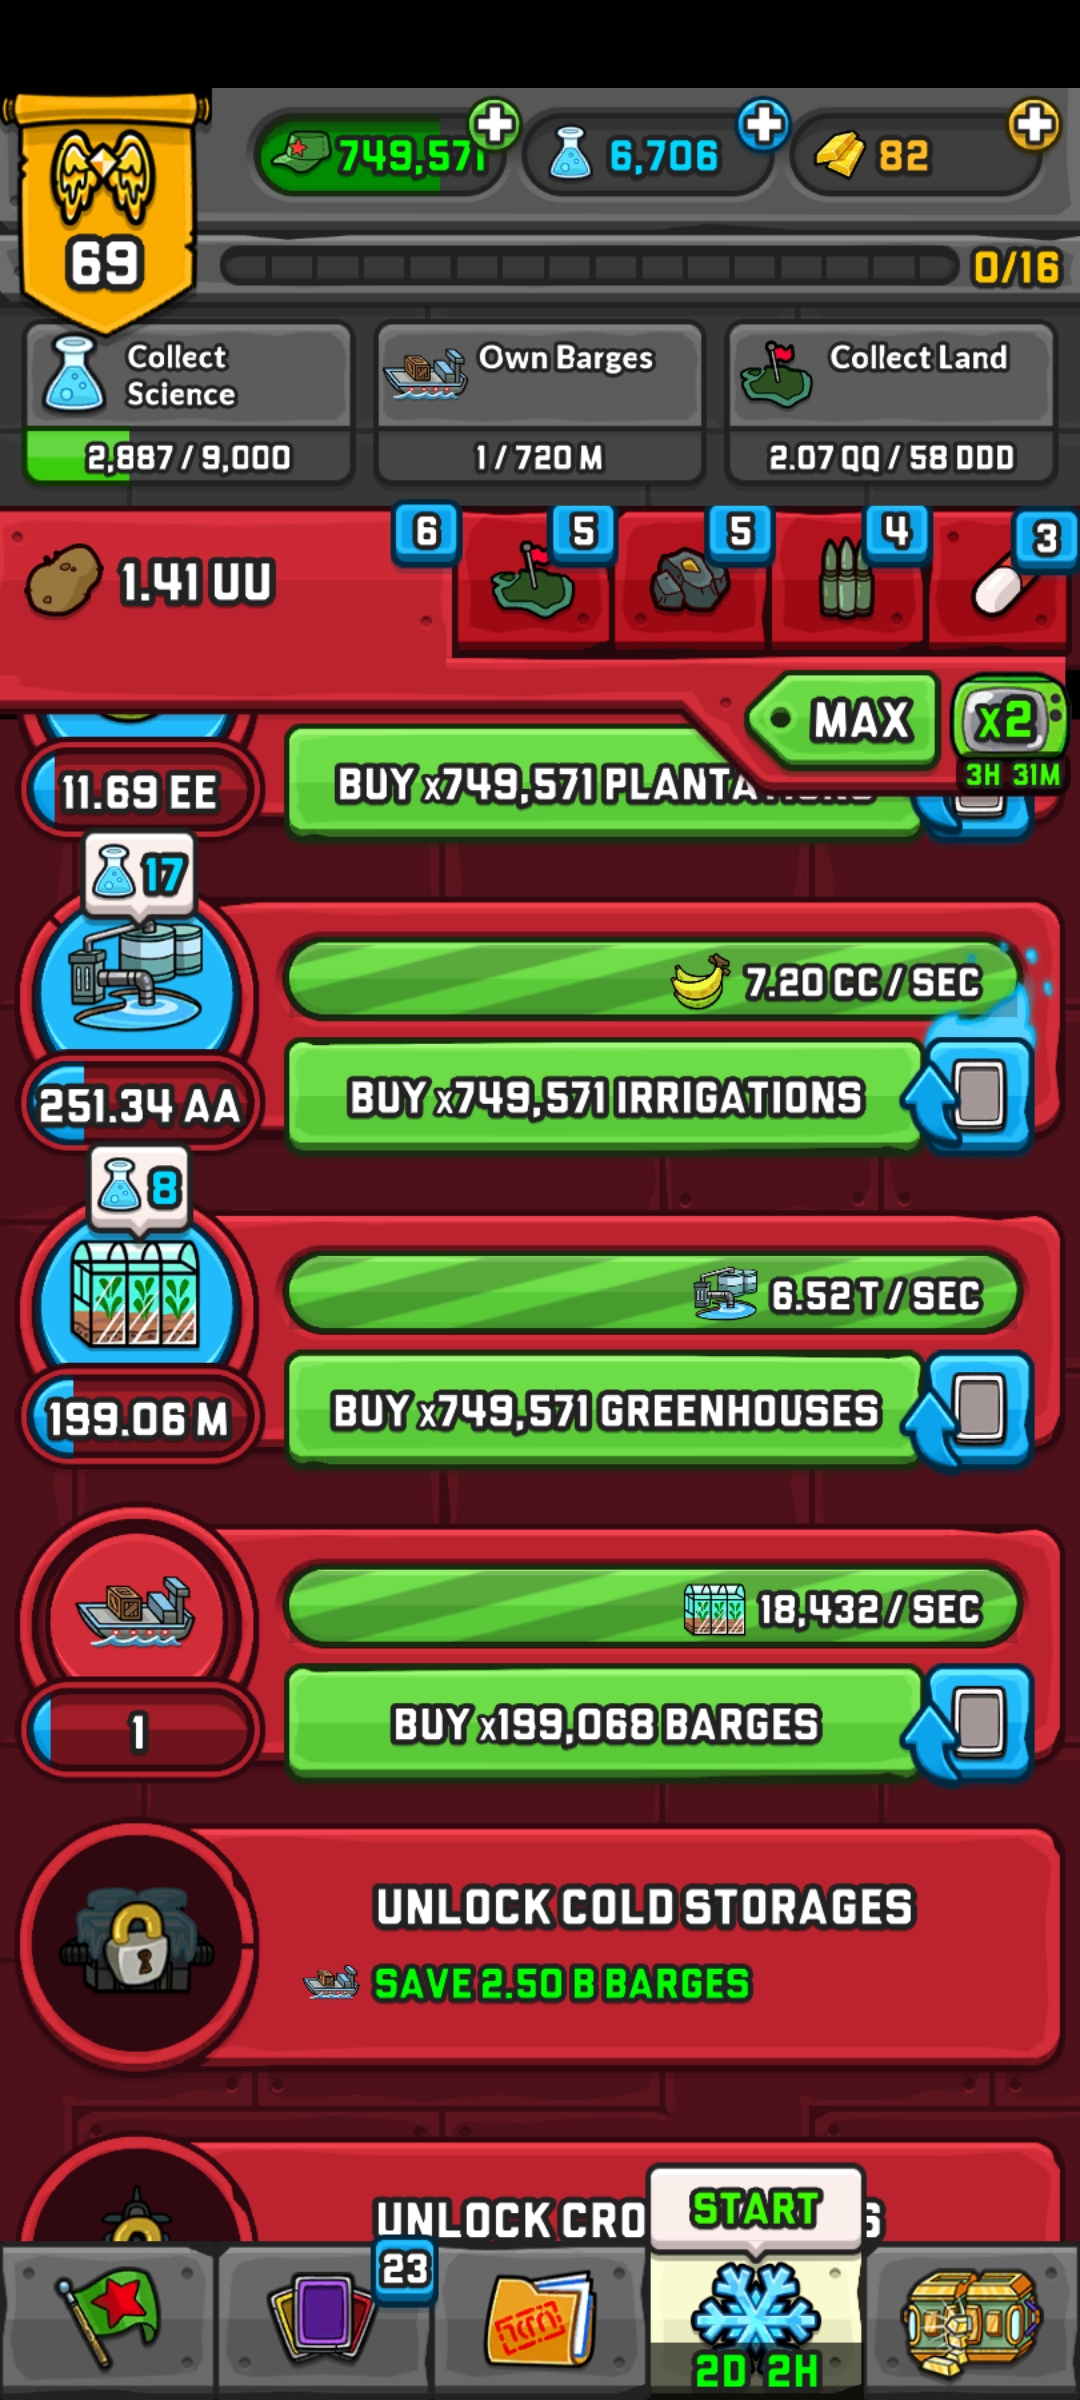 749,571
6,706
82
69
0/16
Collect
Science
2,887 / 9,000
Own Barges
1 / 720 M
Collect Land
2.07 QQ / 58 DDD
1.41 UU
6
5
5
4
3
MAX
x2
3H 31M
11.69 EE
BUY x749,571
17
7.20 CC / SEC
251.34 AA
BUY x749,571 IRRIGATIONS
8
6.52 T / SEC
199.06 M
BUY x749,571 GREENHOUSES
18,432 / SEC
1
BUY x199,068 BARGES
UNLOCK COLD STORAGES
SAVE 2.50 B BARGES
UNLOCK
START
23
2D 2H